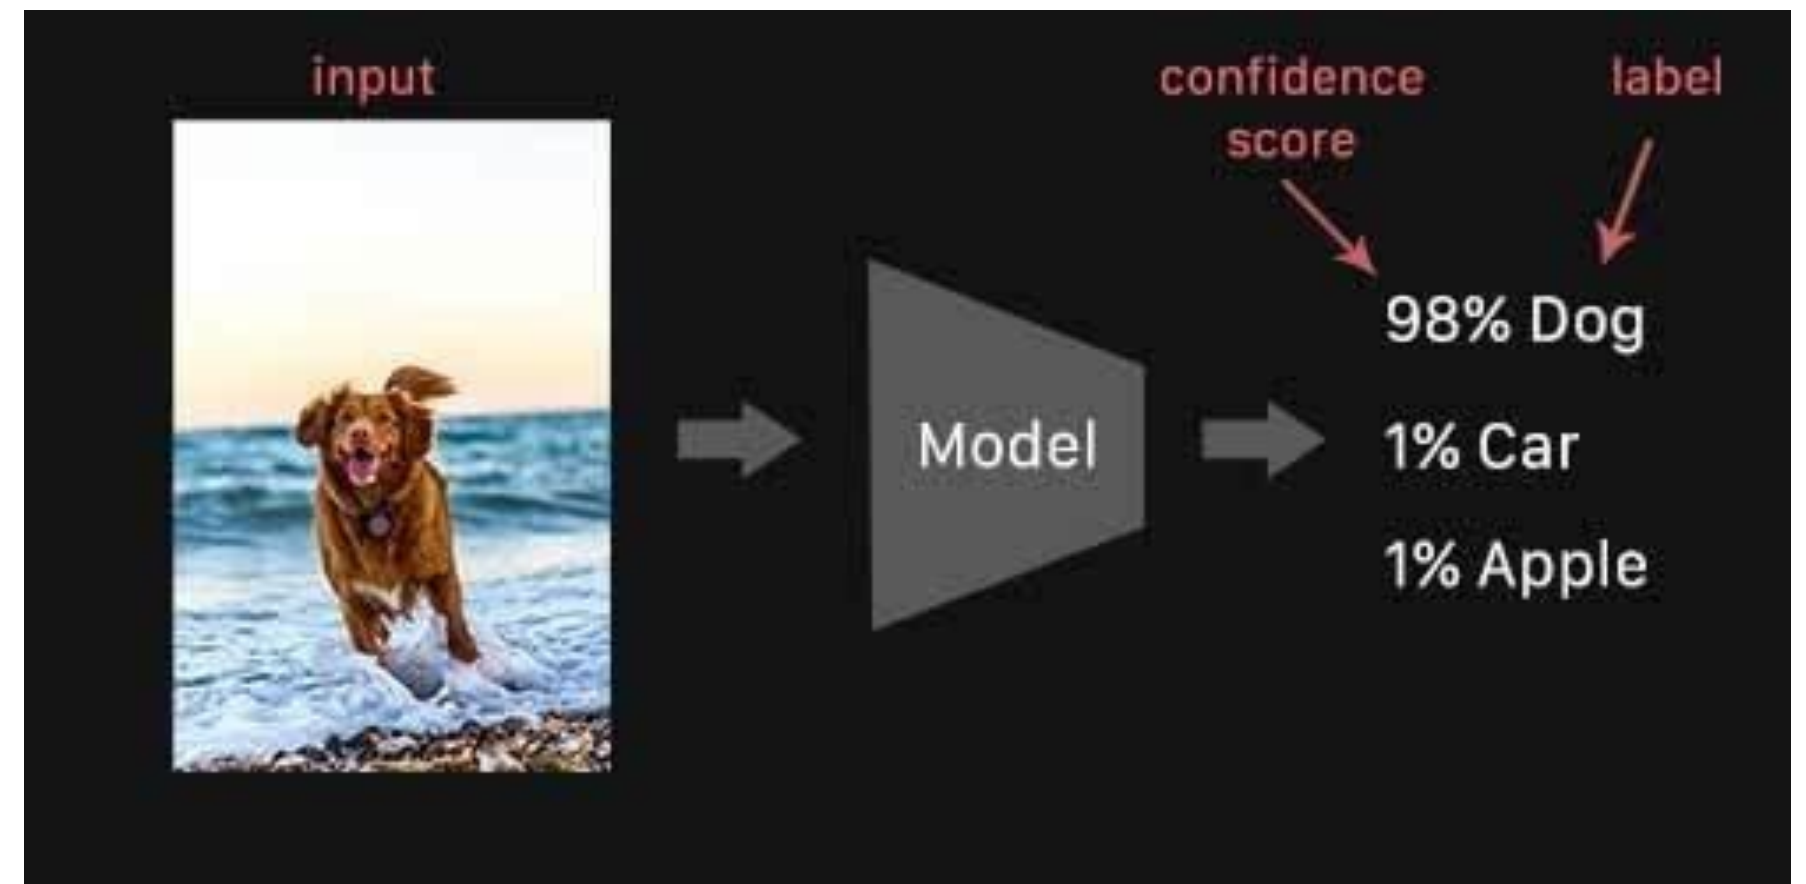 input
confidence
score
label
Model
98% Dog
1% Car
1% Apple